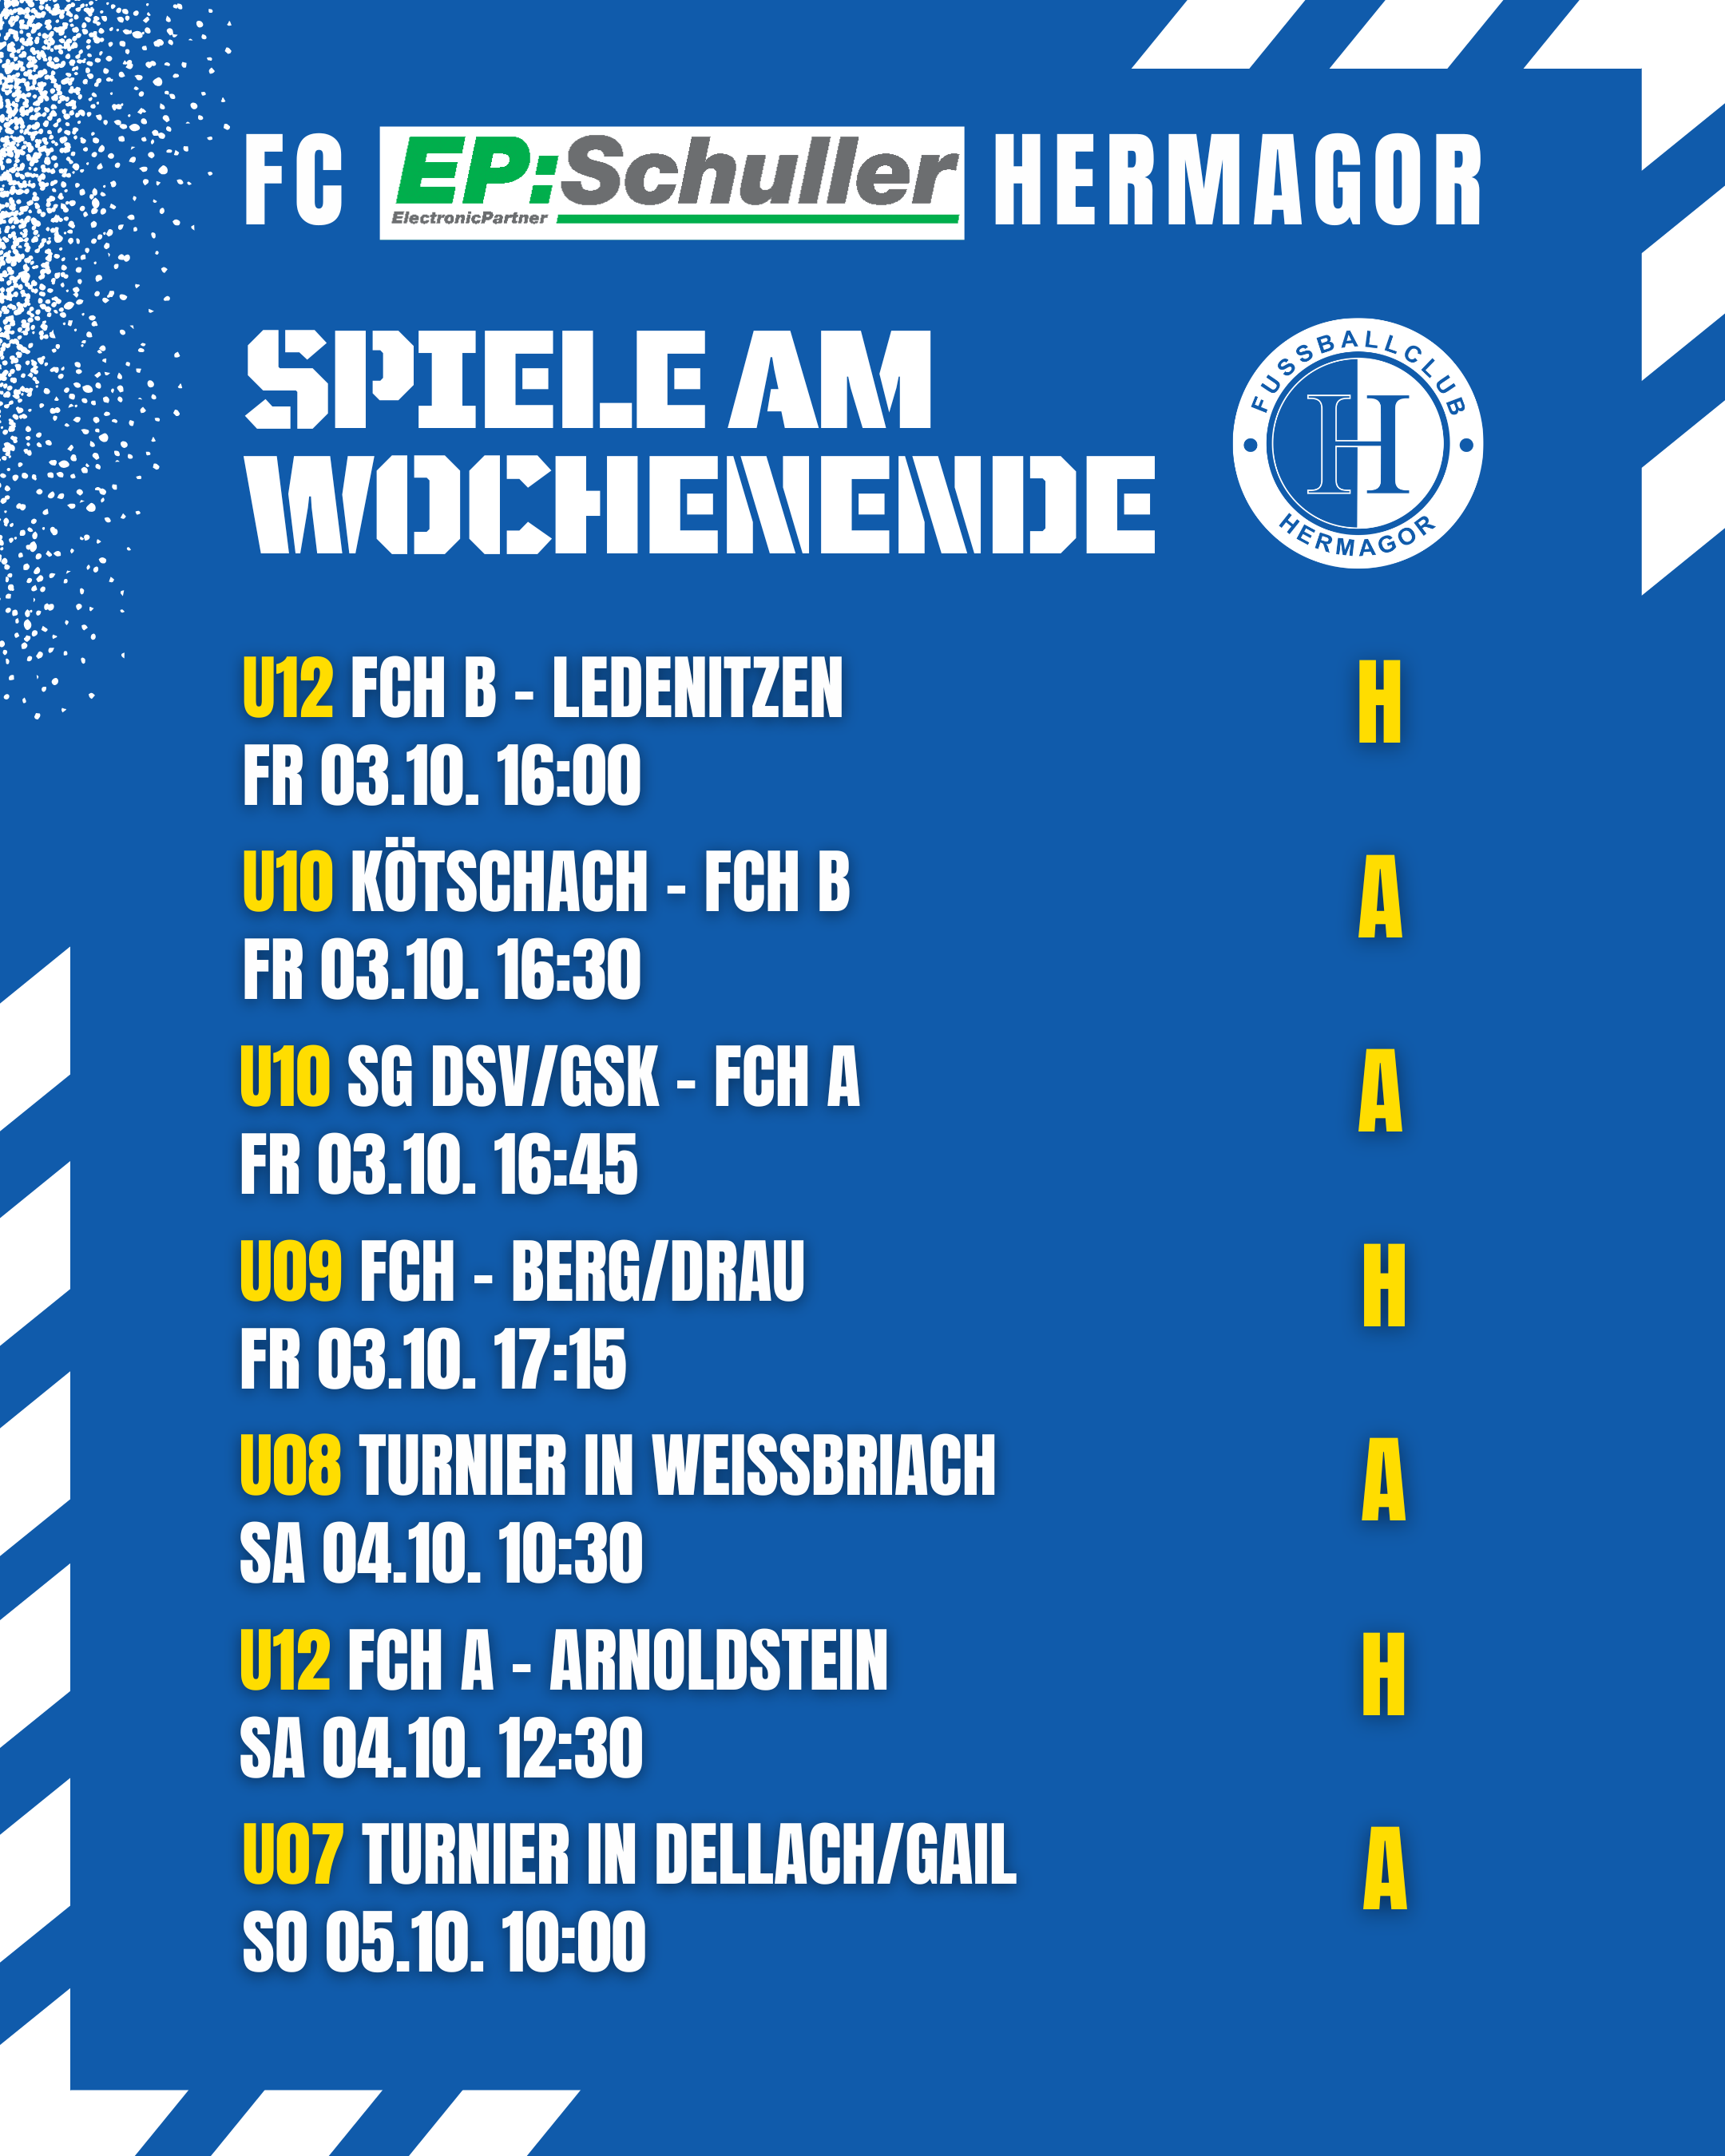 FC EP:Schuller HERMAGOR
ElectronicPartner
SPIELE AM
WOCHENENDE
FUSSBALLCLUB
H
HERMAGOR
U12 FCH B - LEDENITZEN H
FR 03.10. 16:00
U10 KÖTSCHACH - FCH B A
FR 03.10. 16:30
U10 SG DSV/GSK - FCH A A
FR 03.10. 16:45
U09 FCH - BERG/DRAU H
FR 03.10. 17:15
U08 TURNIER IN WEISSBRIACH A
SA 04.10. 10:30
U12 FCH A - ARNOLDSTEIN H
SA 04.10. 12:30
U07 TURNIER IN DELLACH/GAIL A
SO 05.10. 10:00